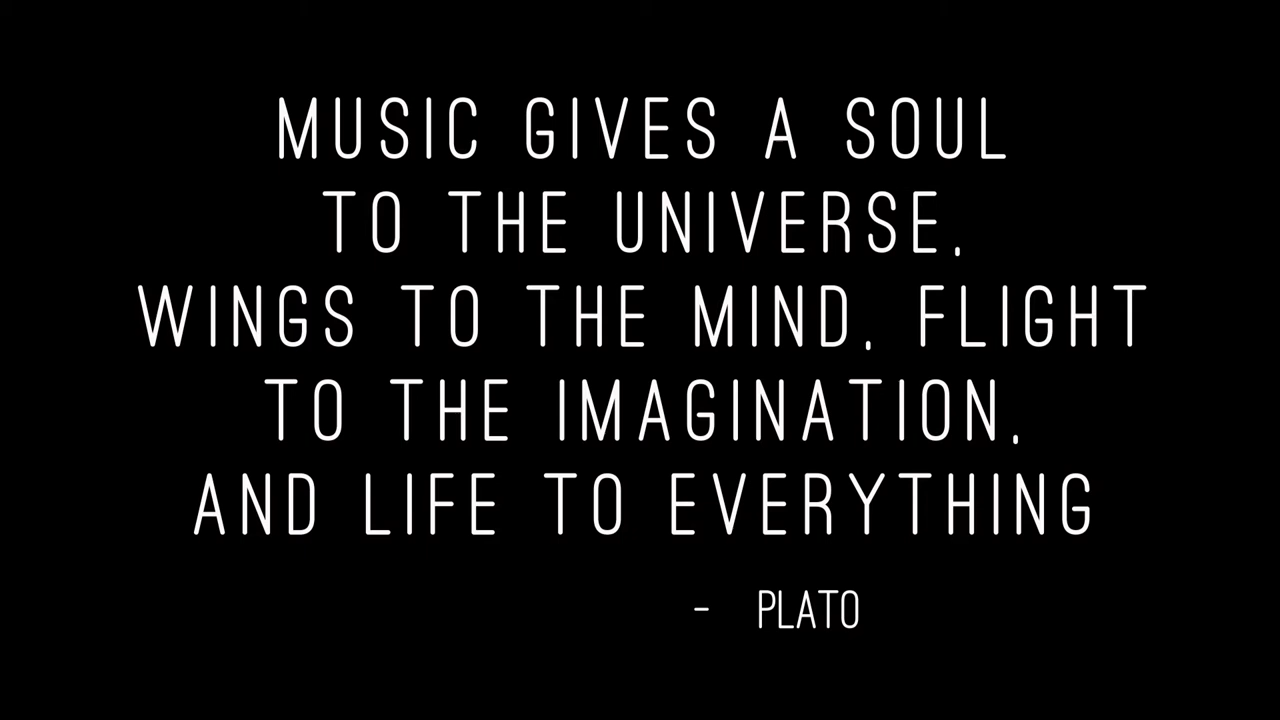 MUSIC GIVES A SOUL
TO THE UNIVERSE,
WINGS TO THE MIND, FLIGHT
TO THE IMAGINATION,
AND LIFE TO EVERYTHING
- PLATO